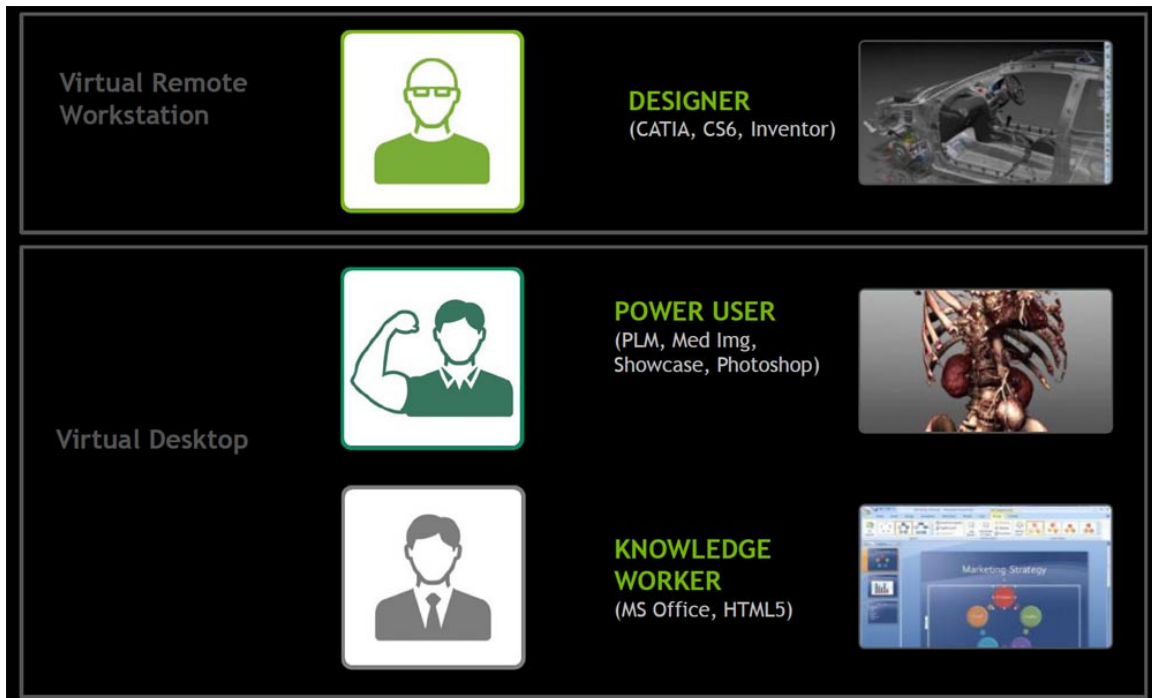 Virtual Remote
Workstation
DESIGNER
(CATIA, CS6, Inventor)
Virtual Desktop
POWER USER
(PLM, Med Img,
Showcase, Photoshop)
KNOWLEDGE
WORKER
(MS Office, HTML5)
Marketing Strategy